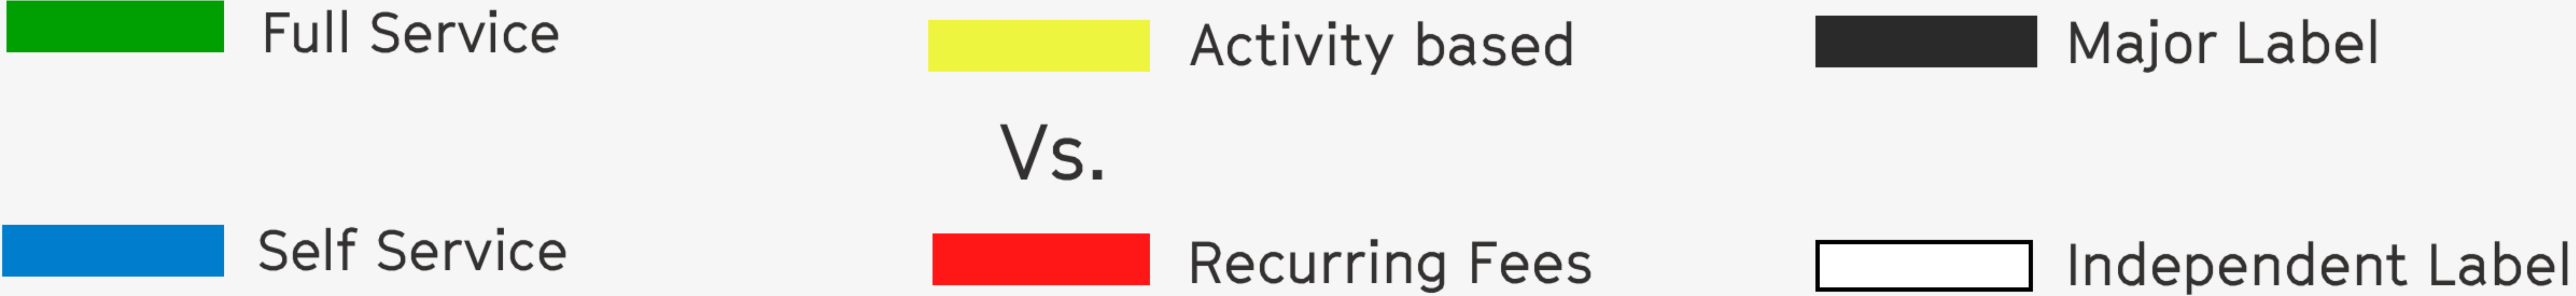 Full Service
Activity based
Major Label
Vs.
Self Service
Recurring Fees
Independent Label